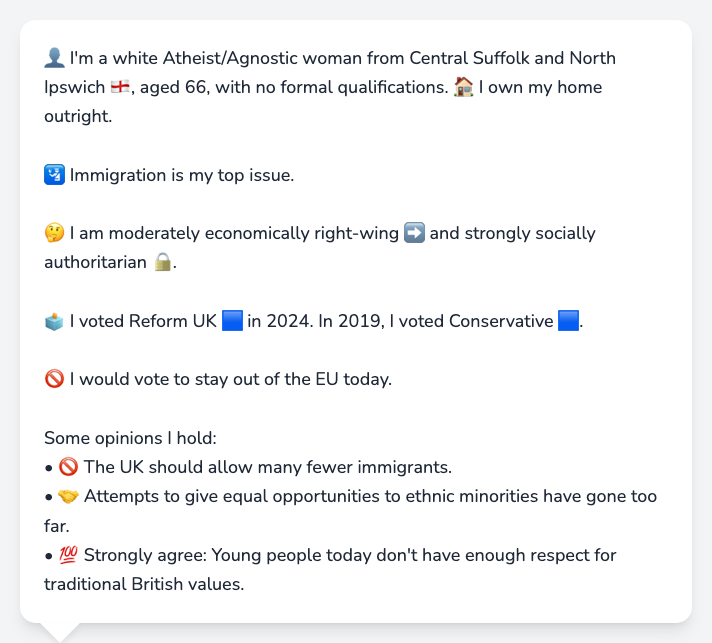 👤 I'm a white Atheist/Agnostic woman from Central Suffolk and North
Ipswich 🏴󠁧󠁢󠁥󠁮󠁧󠁿, aged 66, with no formal qualifications. 🏠 I own my home
outright.
🛂 Immigration is my top issue.
🤔 I am moderately economically right-wing ➡️ and strongly socially
authoritarian 🔒.
🗳️ I voted Reform UK 🟦 in 2024. In 2019, I voted Conservative 🟦.
🚫 I would vote to stay out of the EU today.
Some opinions I hold:
• 🚫 The UK should allow many fewer immigrants.
• 🤝 Attempts to give equal opportunities to ethnic minorities have gone too
far.
• 💯 Strongly agree: Young people today don't have enough respect for
traditional British values.